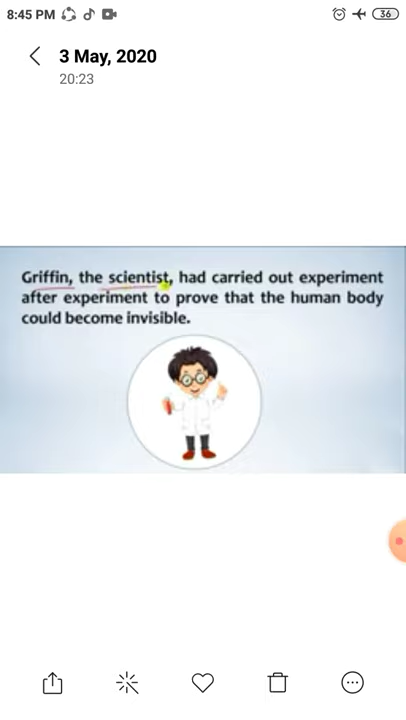 8:45 PM 36
3 May, 2020
20:23
Griffin, the scientist, had carried out experiment
after experiment to prove that the human body
could become invisible.